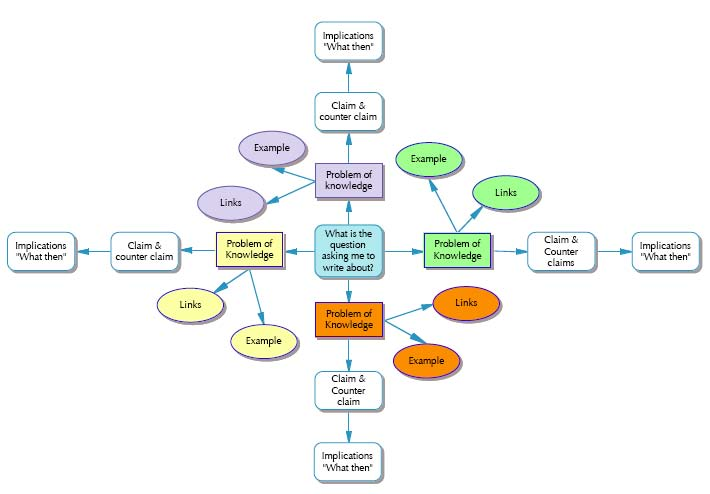 Implications
"What then"
Claim &
counter claim
Example
Problem of
knowledge
Links
Example
Links
What is the
question
asking me to
write about?
Implications
"What then"
Claim &
counter claim
Problem of
Knowledge
Problem of
Knowledge
Claim &
Counter
claims
Implications
"What then"
Links
Example
Problem of
Knowledge
Links
Example
Claim &
Counter
claim
Implications
"What then"